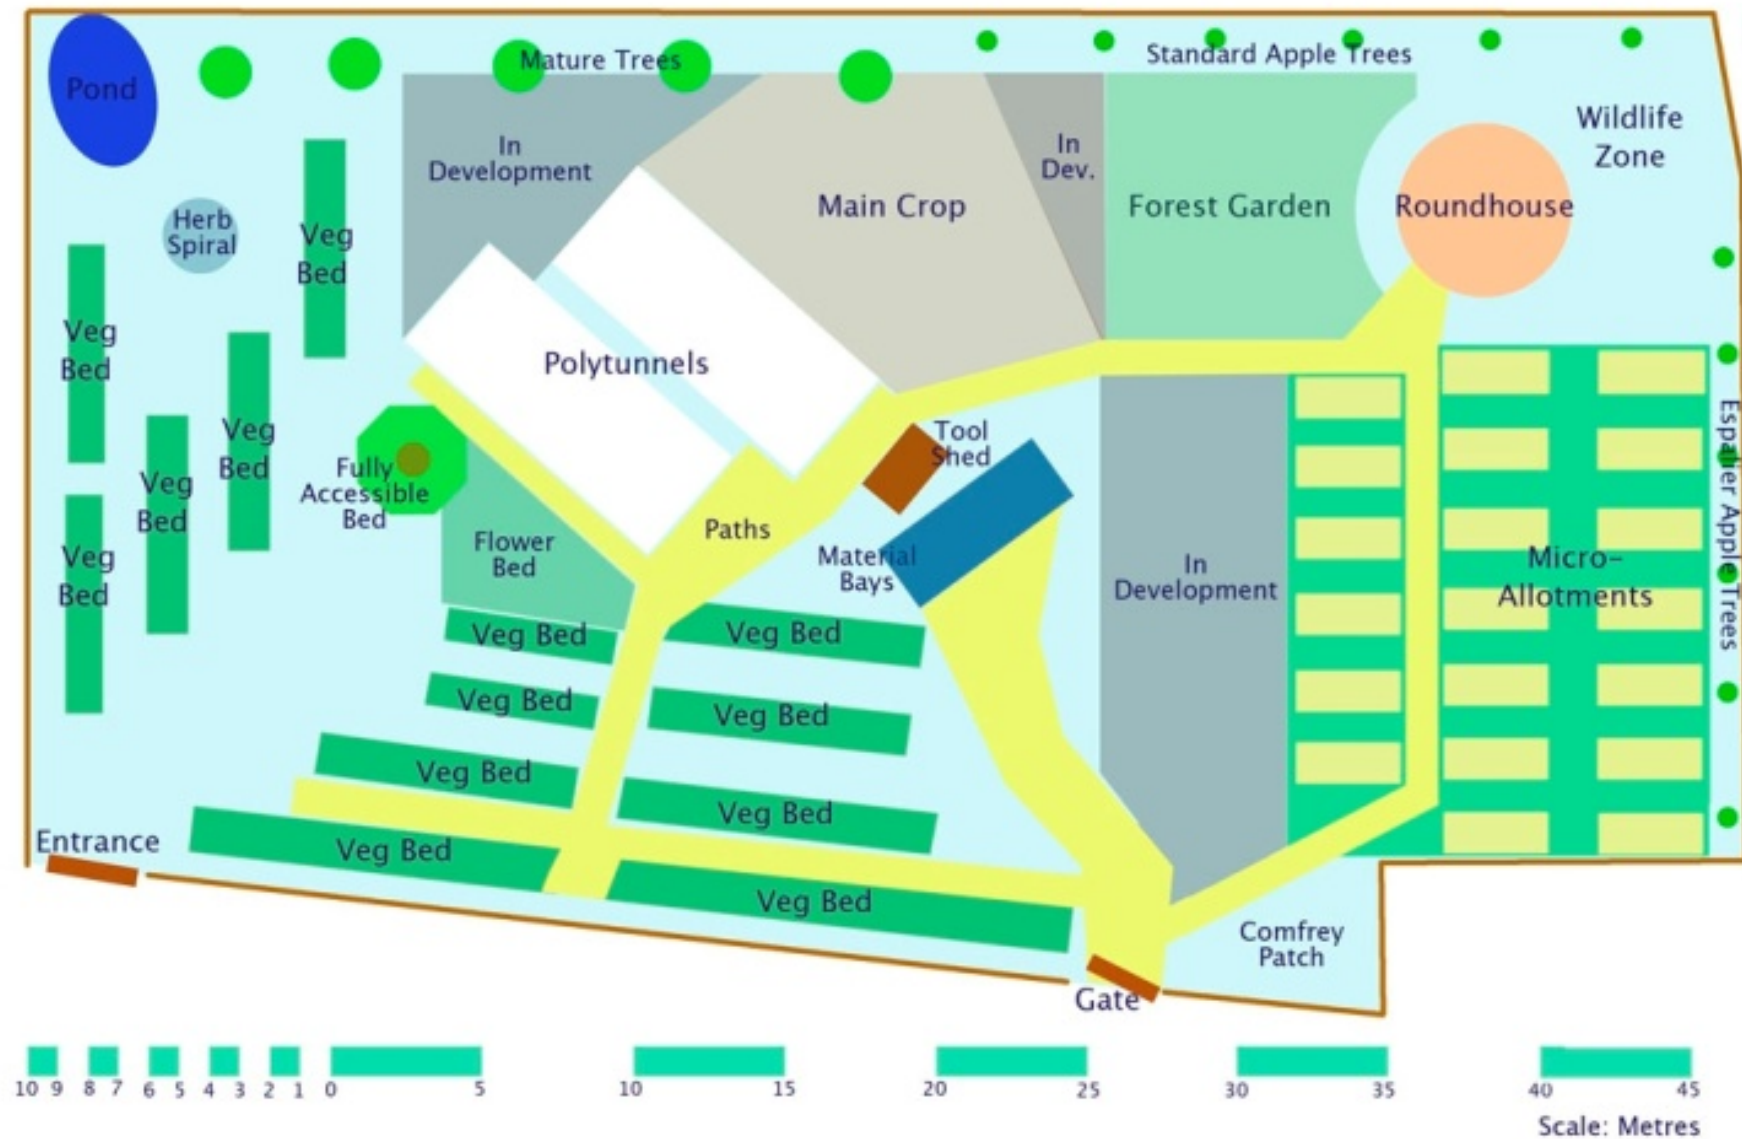 Mature Trees
Standard Apple Trees
Pond
Wildlife
Zone
In
Development
In
Dev.
Main Crop
Forest Garden
Roundhouse
Herb
Spiral
Veg
Bed
Veg
Bed
Polytunnels
Veg
Bed
Tool
Shed
Fully
Accessible
Bed
Veg
Bed
Espalier Apple Trees
Paths
Flower
Bed
Material
Bays
Veg
Bed
In
Development
Micro-
Allotments
Veg Bed
Veg Bed
Veg Bed
Veg Bed
Veg Bed
Veg Bed
Entrance
Veg Bed
Veg Bed
Comfrey
Patch
Gate
10 9 8 7 6 5 4 3 2 1 0 5 10 15 20 25 30 35 40 45
Scale: Metres